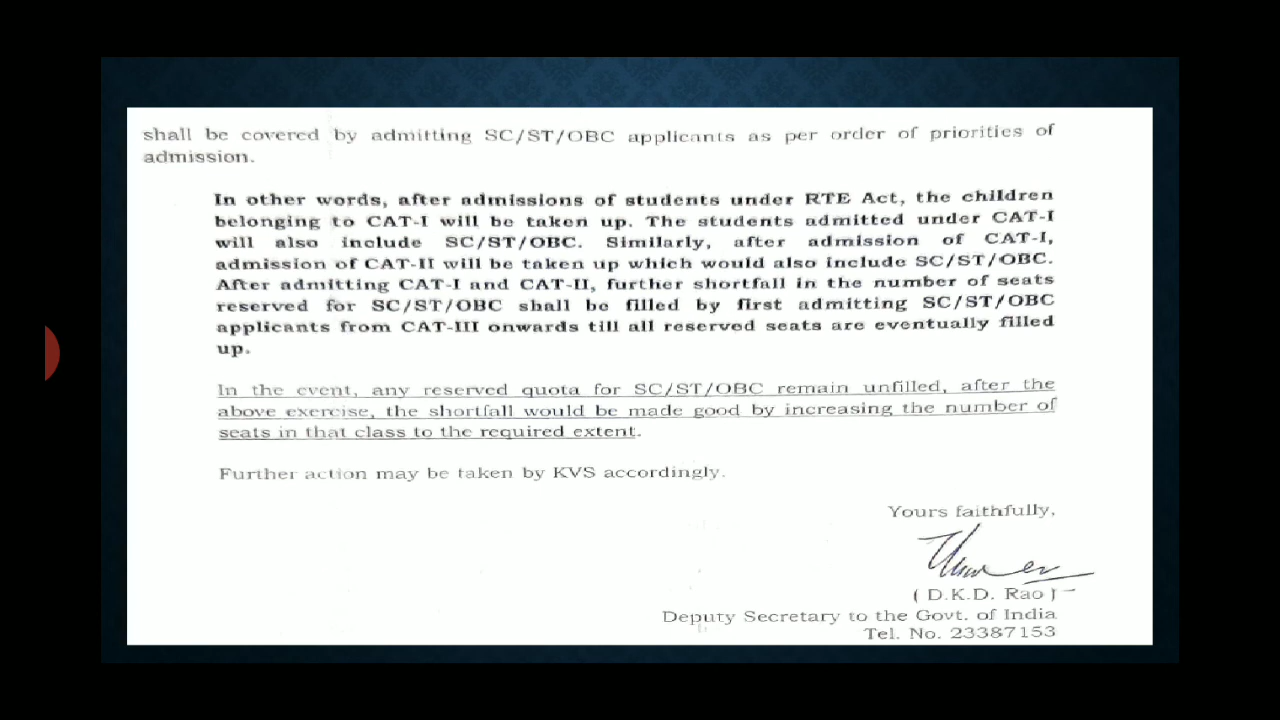 shall be covered by admitting SC/ST/OBC applicants as per order of priorities of
admission.
In other words, after admissions of students under RTE Act, the children
belonging to CAT-I will be taken up. The students admitted under CAT-I
will also include SC/ST/OBC. Similarly, after admission of CAT-I,
admission of CAT-II will be taken up which would also include SC/ST/OBC.
After admitting CAT-I and CAT-II, further shortfall in the number of seats
reserved for SC/ST/OBC shall be filled by first admitting SC/ST/OBC
applicants from CAT-III onwards till all reserved seats are eventually filled
up.
In the event, any reserved quota for SC/ST/OBC remain unfilled, after the
above exercise, the shortfall would be made good by increasing the number of
seats in that class to the required extent.
Further action may be taken by KVS accordingly.
Yours faithfully,
( D.K.D. Rao )
Deputy Secretary to the Govt. of India
Tel. No. 23387153